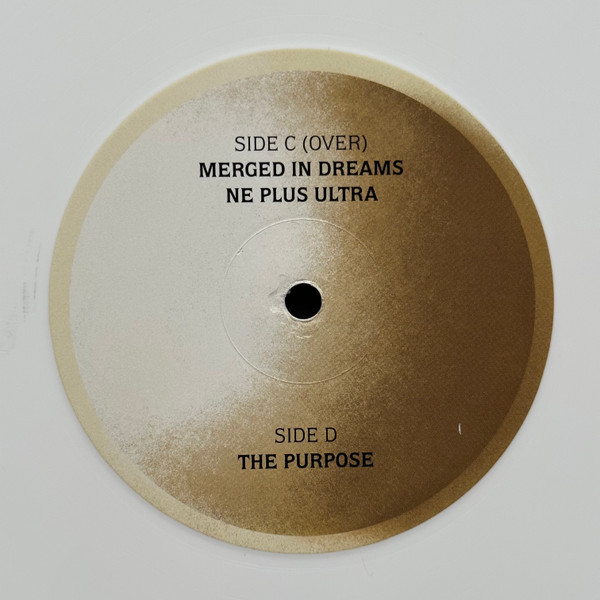 SIDE C (OVER)
MERGED IN DREAMS
NE PLUS ULTRA
SIDE D
THE PURPOSE